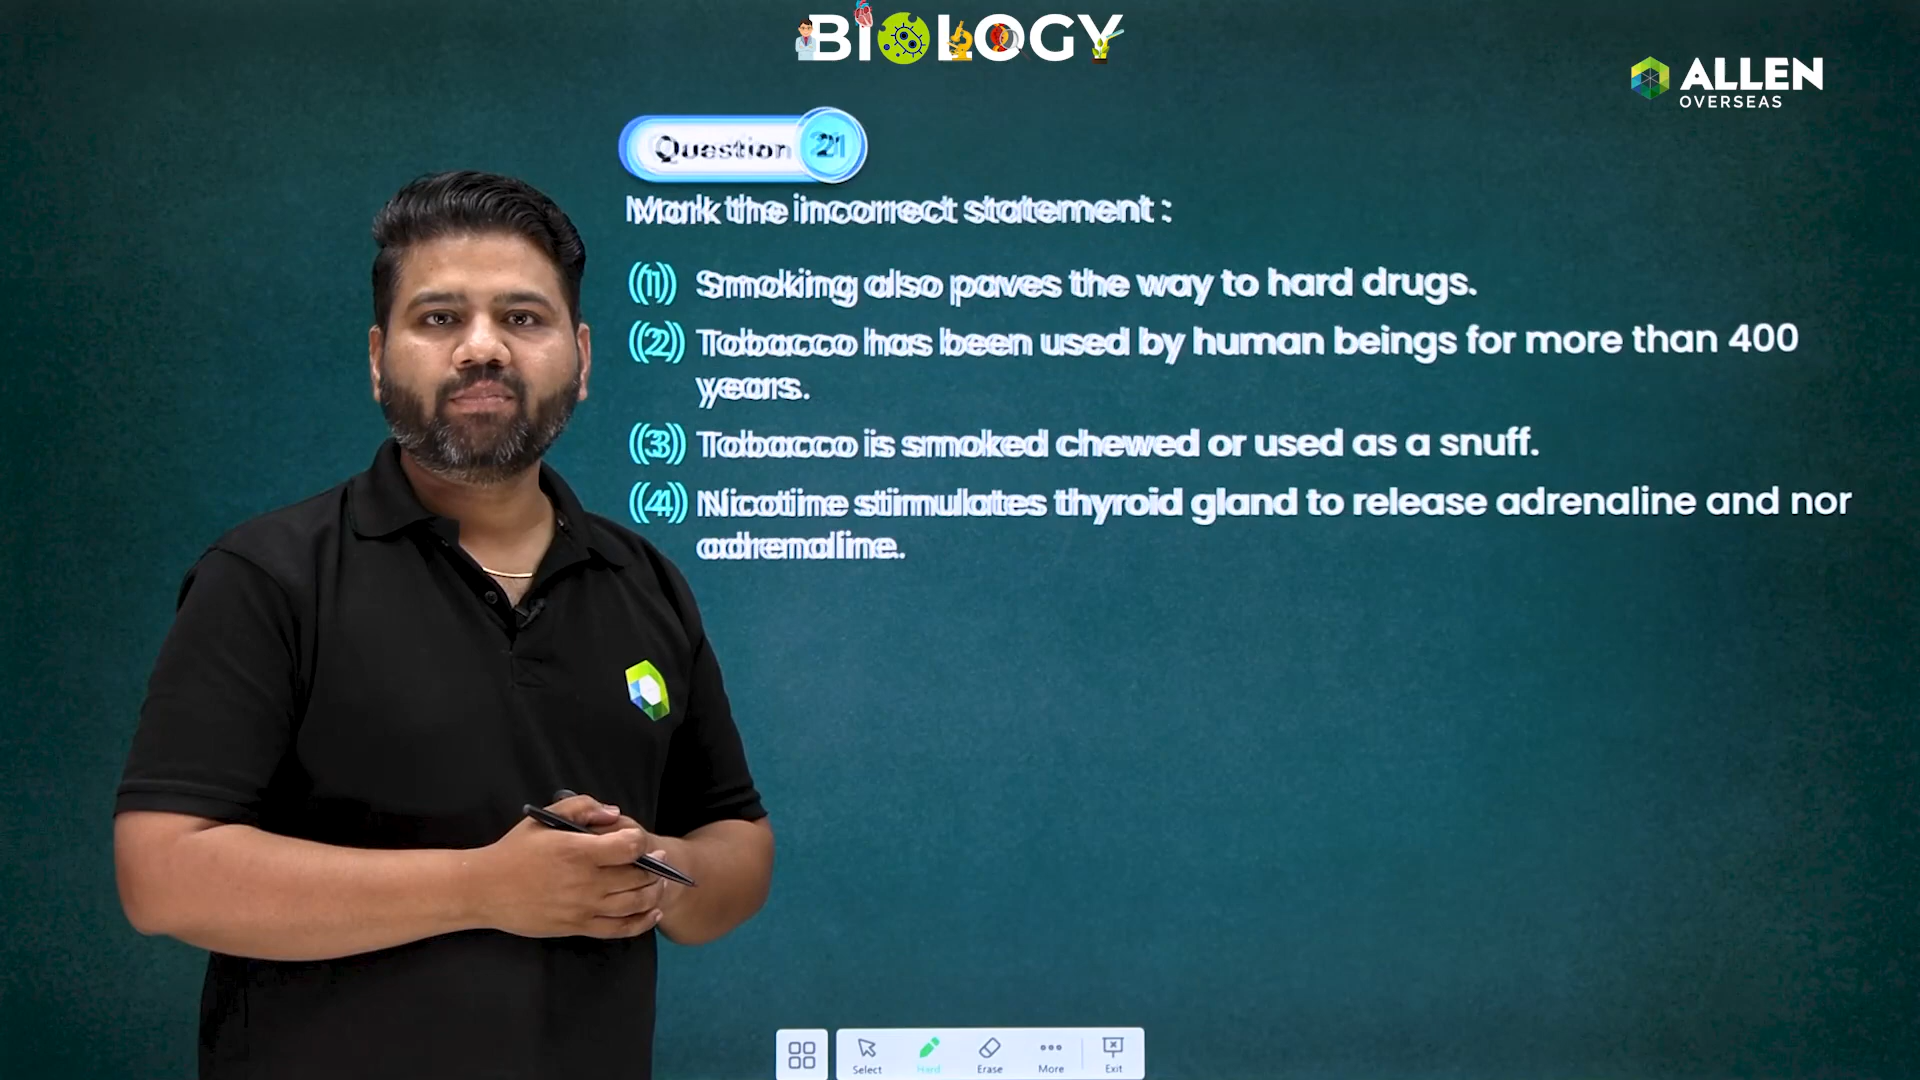 BIOLOGY
ALLEN
OVERSEAS
Question 21
Mark the incorrect statement :
(1) Smoking also paves the way to hard drugs.
(2) Tobacco has been used by human beings for more than 400
years.
(3) Tobacco is smoked chewed or used as a snuff.
(4) Nicotine stimulates thyroid gland to release adrenaline and nor
adrenaline.
Select
Hard
Erase
More
Exit